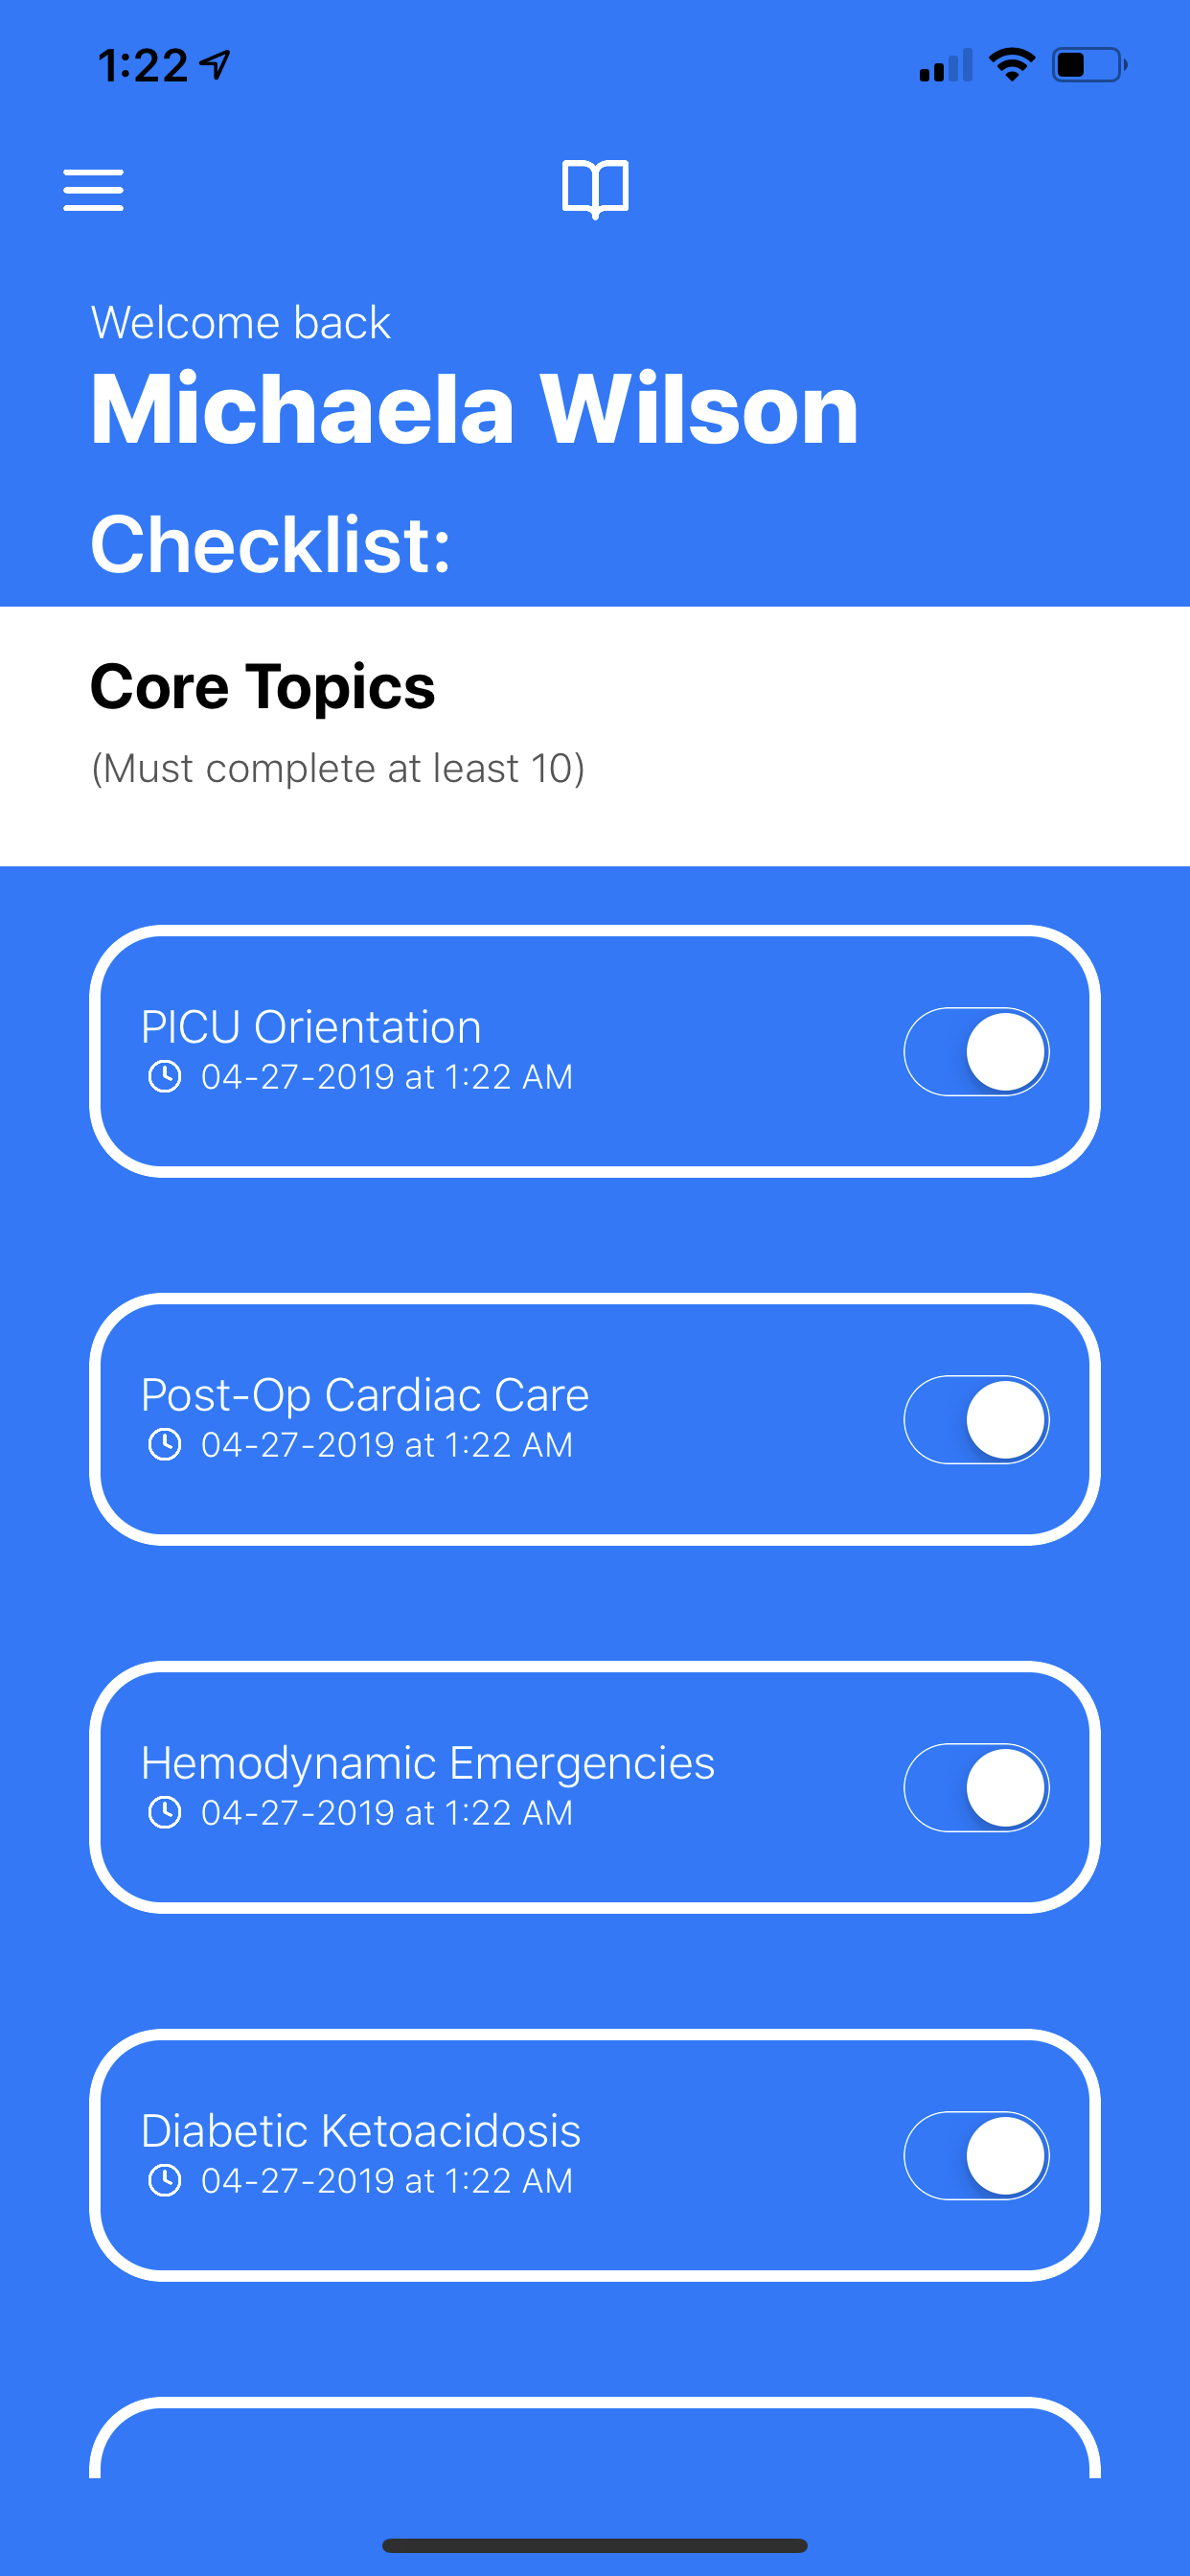 1:22
Welcome back
Michaela Wilson
Checklist:
Core Topics
(Must complete at least 10)
PICU Orientation
04-27-2019 at 1:22 AM
Post-Op Cardiac Care
04-27-2019 at 1:22 AM
Hemodynamic Emergencies
04-27-2019 at 1:22 AM
Diabetic Ketoacidosis
04-27-2019 at 1:22 AM